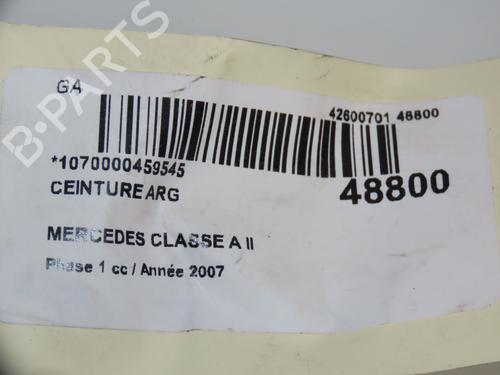 B-PARTS
GA
42600701 48800
*1070000459545
48800
CEINTURE ARG
MERCEDES CLASSE A II
Phase 1 cc / Année 2007